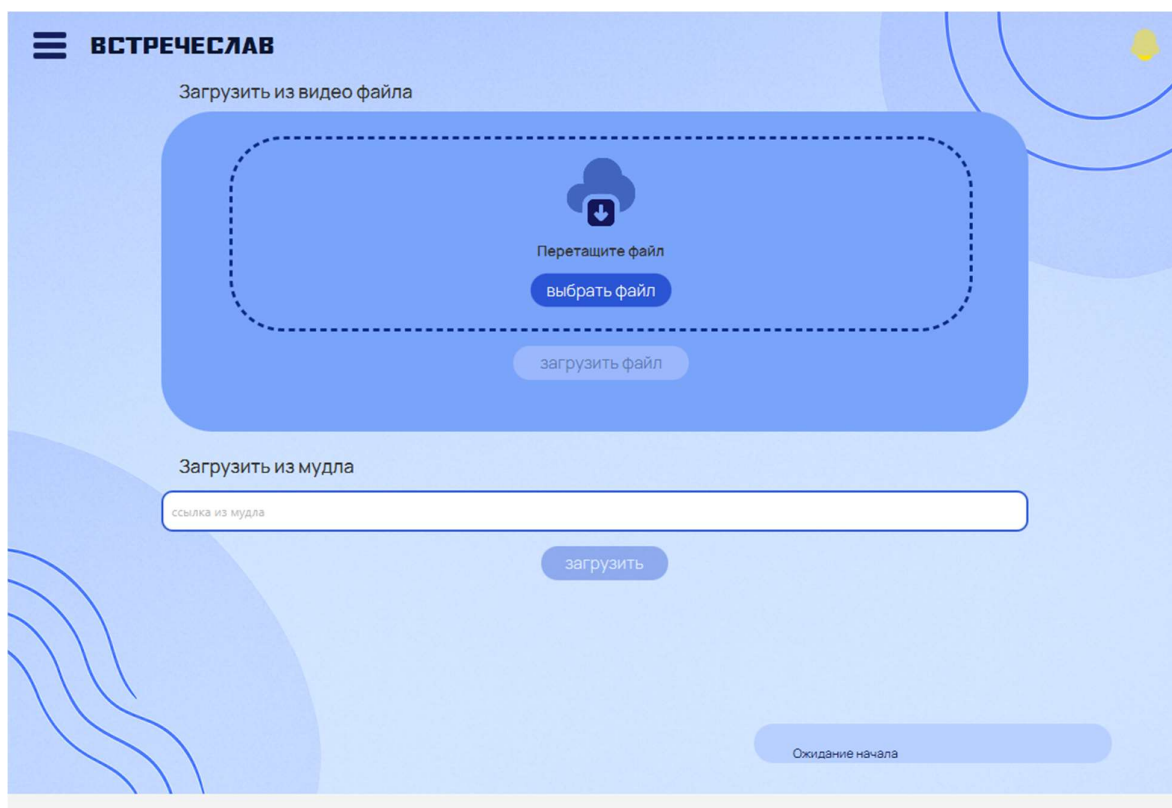 ВСТРЕЧЕСЛАВ
Загрузить из видео файла
Перетащите файл
выбрать файл
загрузить файл
Загрузить из мудла
ссылка из мудла
загрузить
Ожидание начала